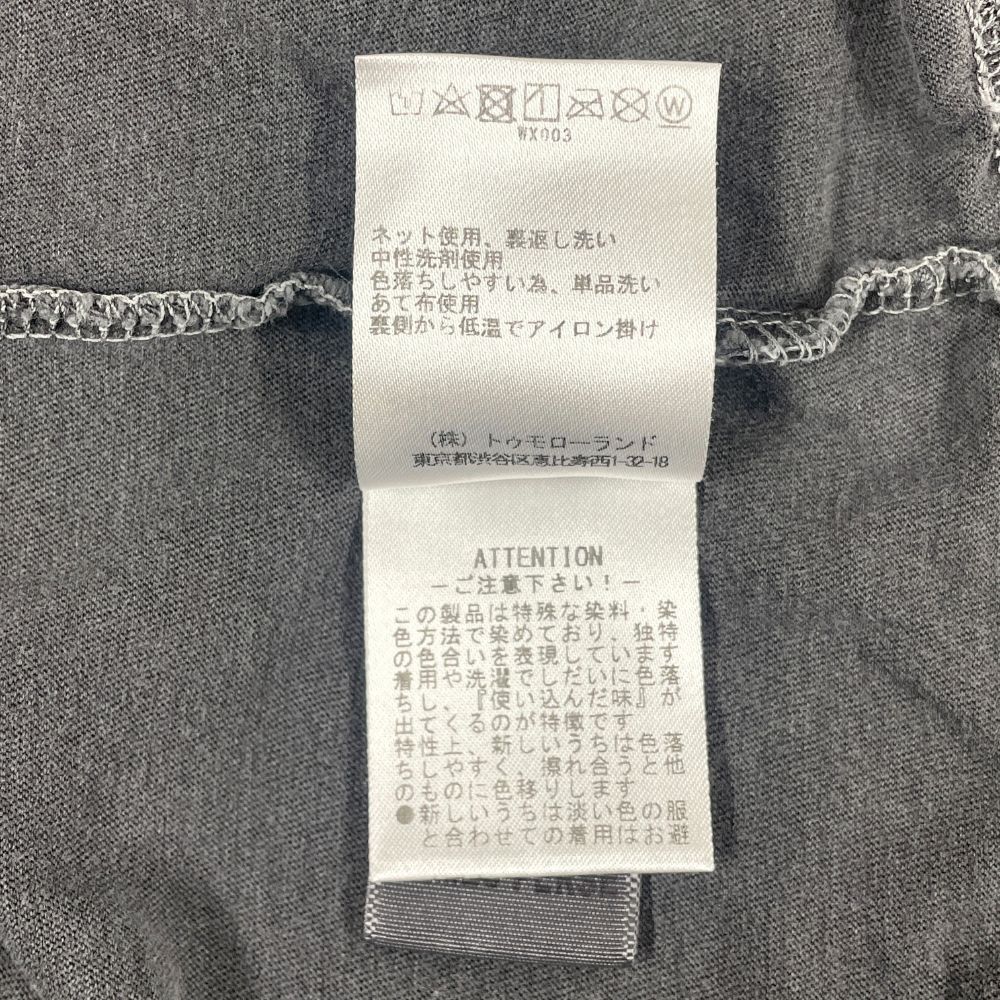 W
WX003
ネット使用、裏返し洗い
中性洗剤使用
色落ちしやすい為、単品洗い
あて布使用
裏側から低温でアイロン掛け
（株）トゥモローランド
東京都渋谷区恵比寿西1-32-18
ATTENTION
－ご注意下さい！－
この製品は特殊な染料・染
色方法で染めており、独特
の色合いを表現しています
着用や洗濯でしだいに色落
ちし、『使い込んだ味』が
出てくるのが特徴です
特性上、新しいうちは色落
ちしやすく、擦れ合うと他
のものに色移りします
●新しいうちは淡い色の服
と合わせての着用はお避